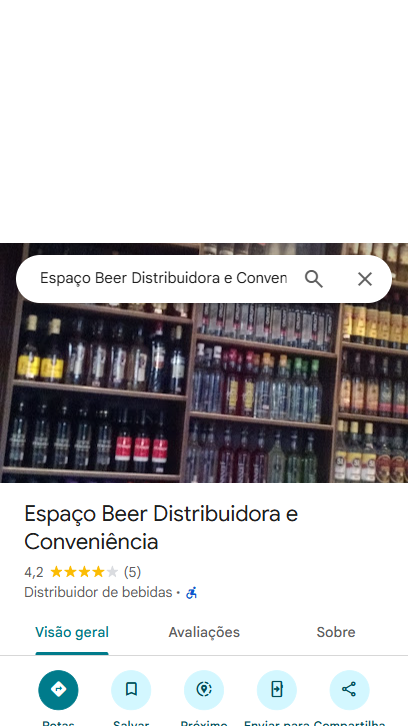 Espaço Beer Distribuidora e Conven
Espaço Beer Distribuidora e
Conveniência
4,2 (5)
Distribuidor de bebidas ·
Visão geral Avaliações Sobre
Rotas Salvar Próximo Enviar para Compartilha